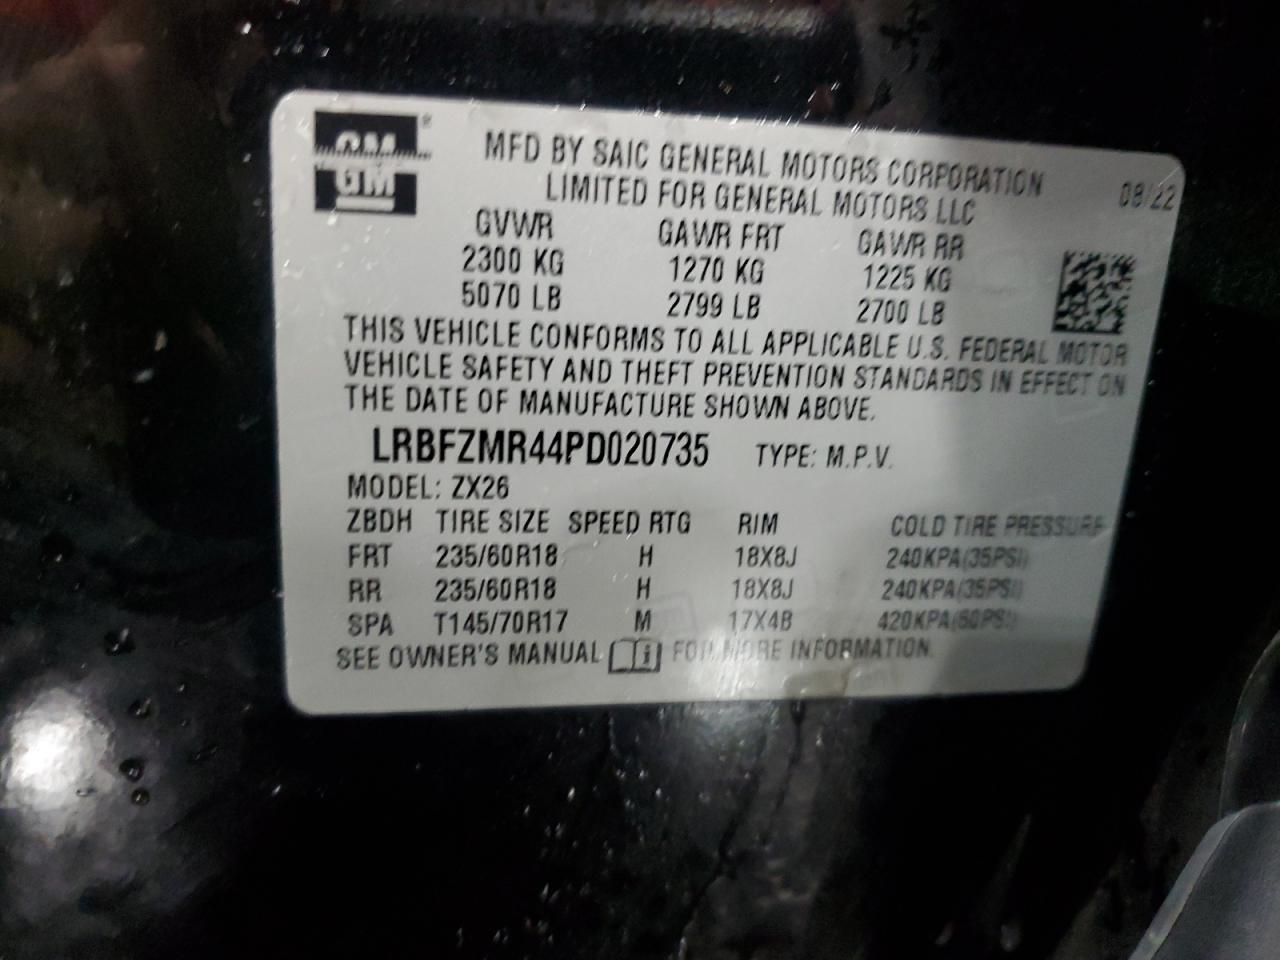 GM ®
MFD BY SAIC GENERAL MOTORS CORPORATION 08/22
LIMITED FOR GENERAL MOTORS LLC
GVWR GAWR FRT GAWR RR
2300 KG 1270 KG 1225 KG
5070 LB 2799 LB 2700 LB
THIS VEHICLE CONFORMS TO ALL APPLICABLE U.S. FEDERAL MOTOR
VEHICLE SAFETY AND THEFT PREVENTION STANDARDS IN EFFECT ON
THE DATE OF MANUFACTURE SHOWN ABOVE.
LRBFZMR44PD020735 TYPE: M.P.V.
MODEL: ZX26
ZBDH TIRE SIZE SPEED RTG RIM COLD TIRE PRESSURE
FRT 235/60R18 H 18X8J 240KPA(35PSI)
RR 235/60R18 H 18X8J 240KPA(35PSI)
SPA T145/70R17 M 17X4B 420KPA(60PSI)
SEE OWNER'S MANUAL FOR MORE INFORMATION.